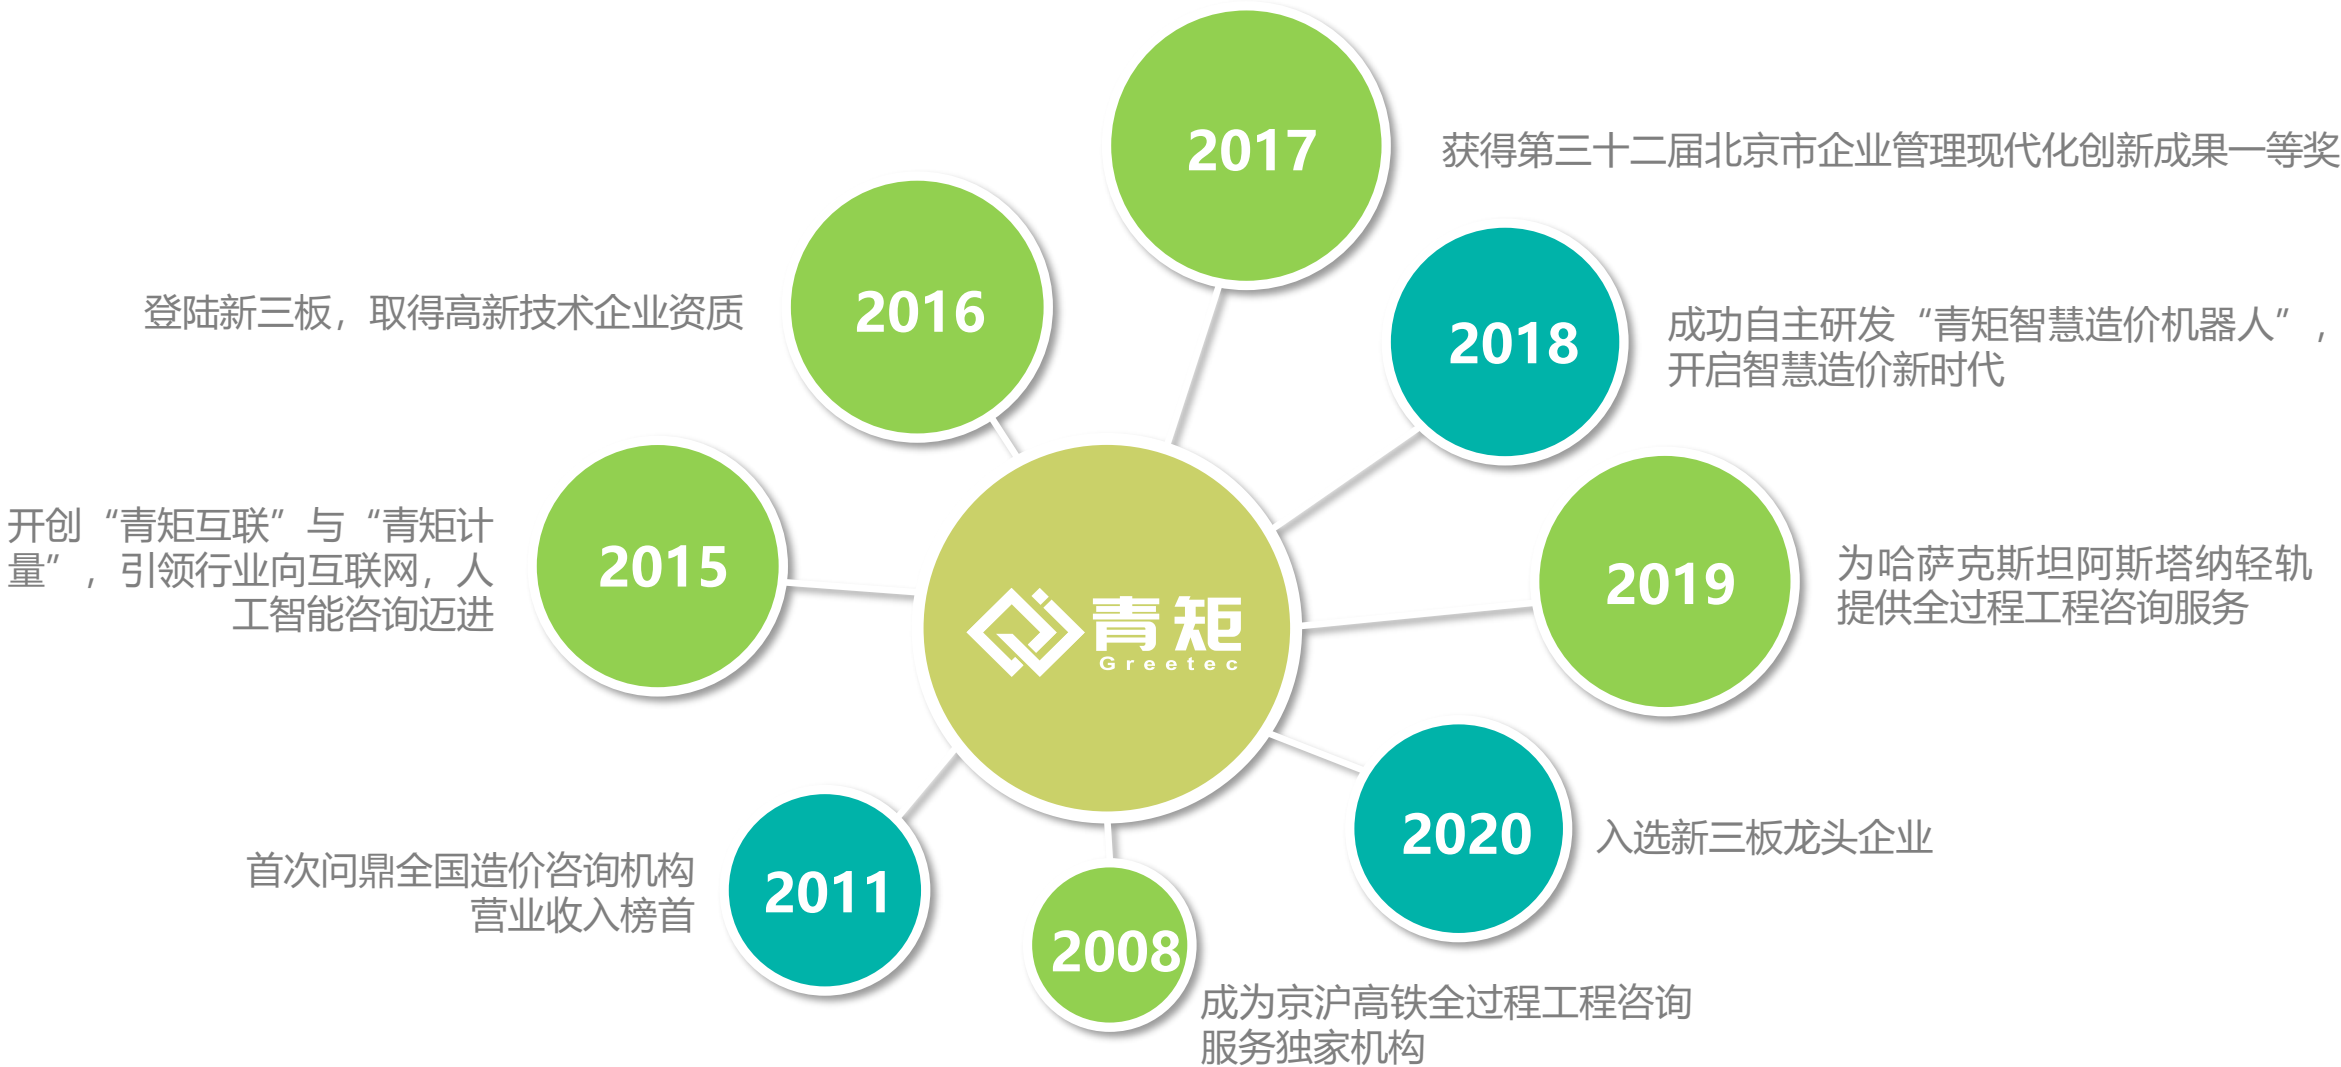 2017
获得第三十二届北京市企业管理现代化创新成果一等奖
2016
登陆新三板，取得高新技术企业资质
2018
成功自主研发“青矩智慧造价机器人”，
开启智慧造价新时代
2015
开创“青矩互联”与“青矩计
量”，引领行业向互联网，人
工智能咨询迈进
2019
为哈萨克斯坦阿斯塔纳轻轨
提供全过程工程咨询服务
青矩
Greetec
2020
入选新三板龙头企业
2011
首次问鼎全国造价咨询机构
营业收入榜首
2008
成为京沪高铁全过程工程咨询
服务独家机构